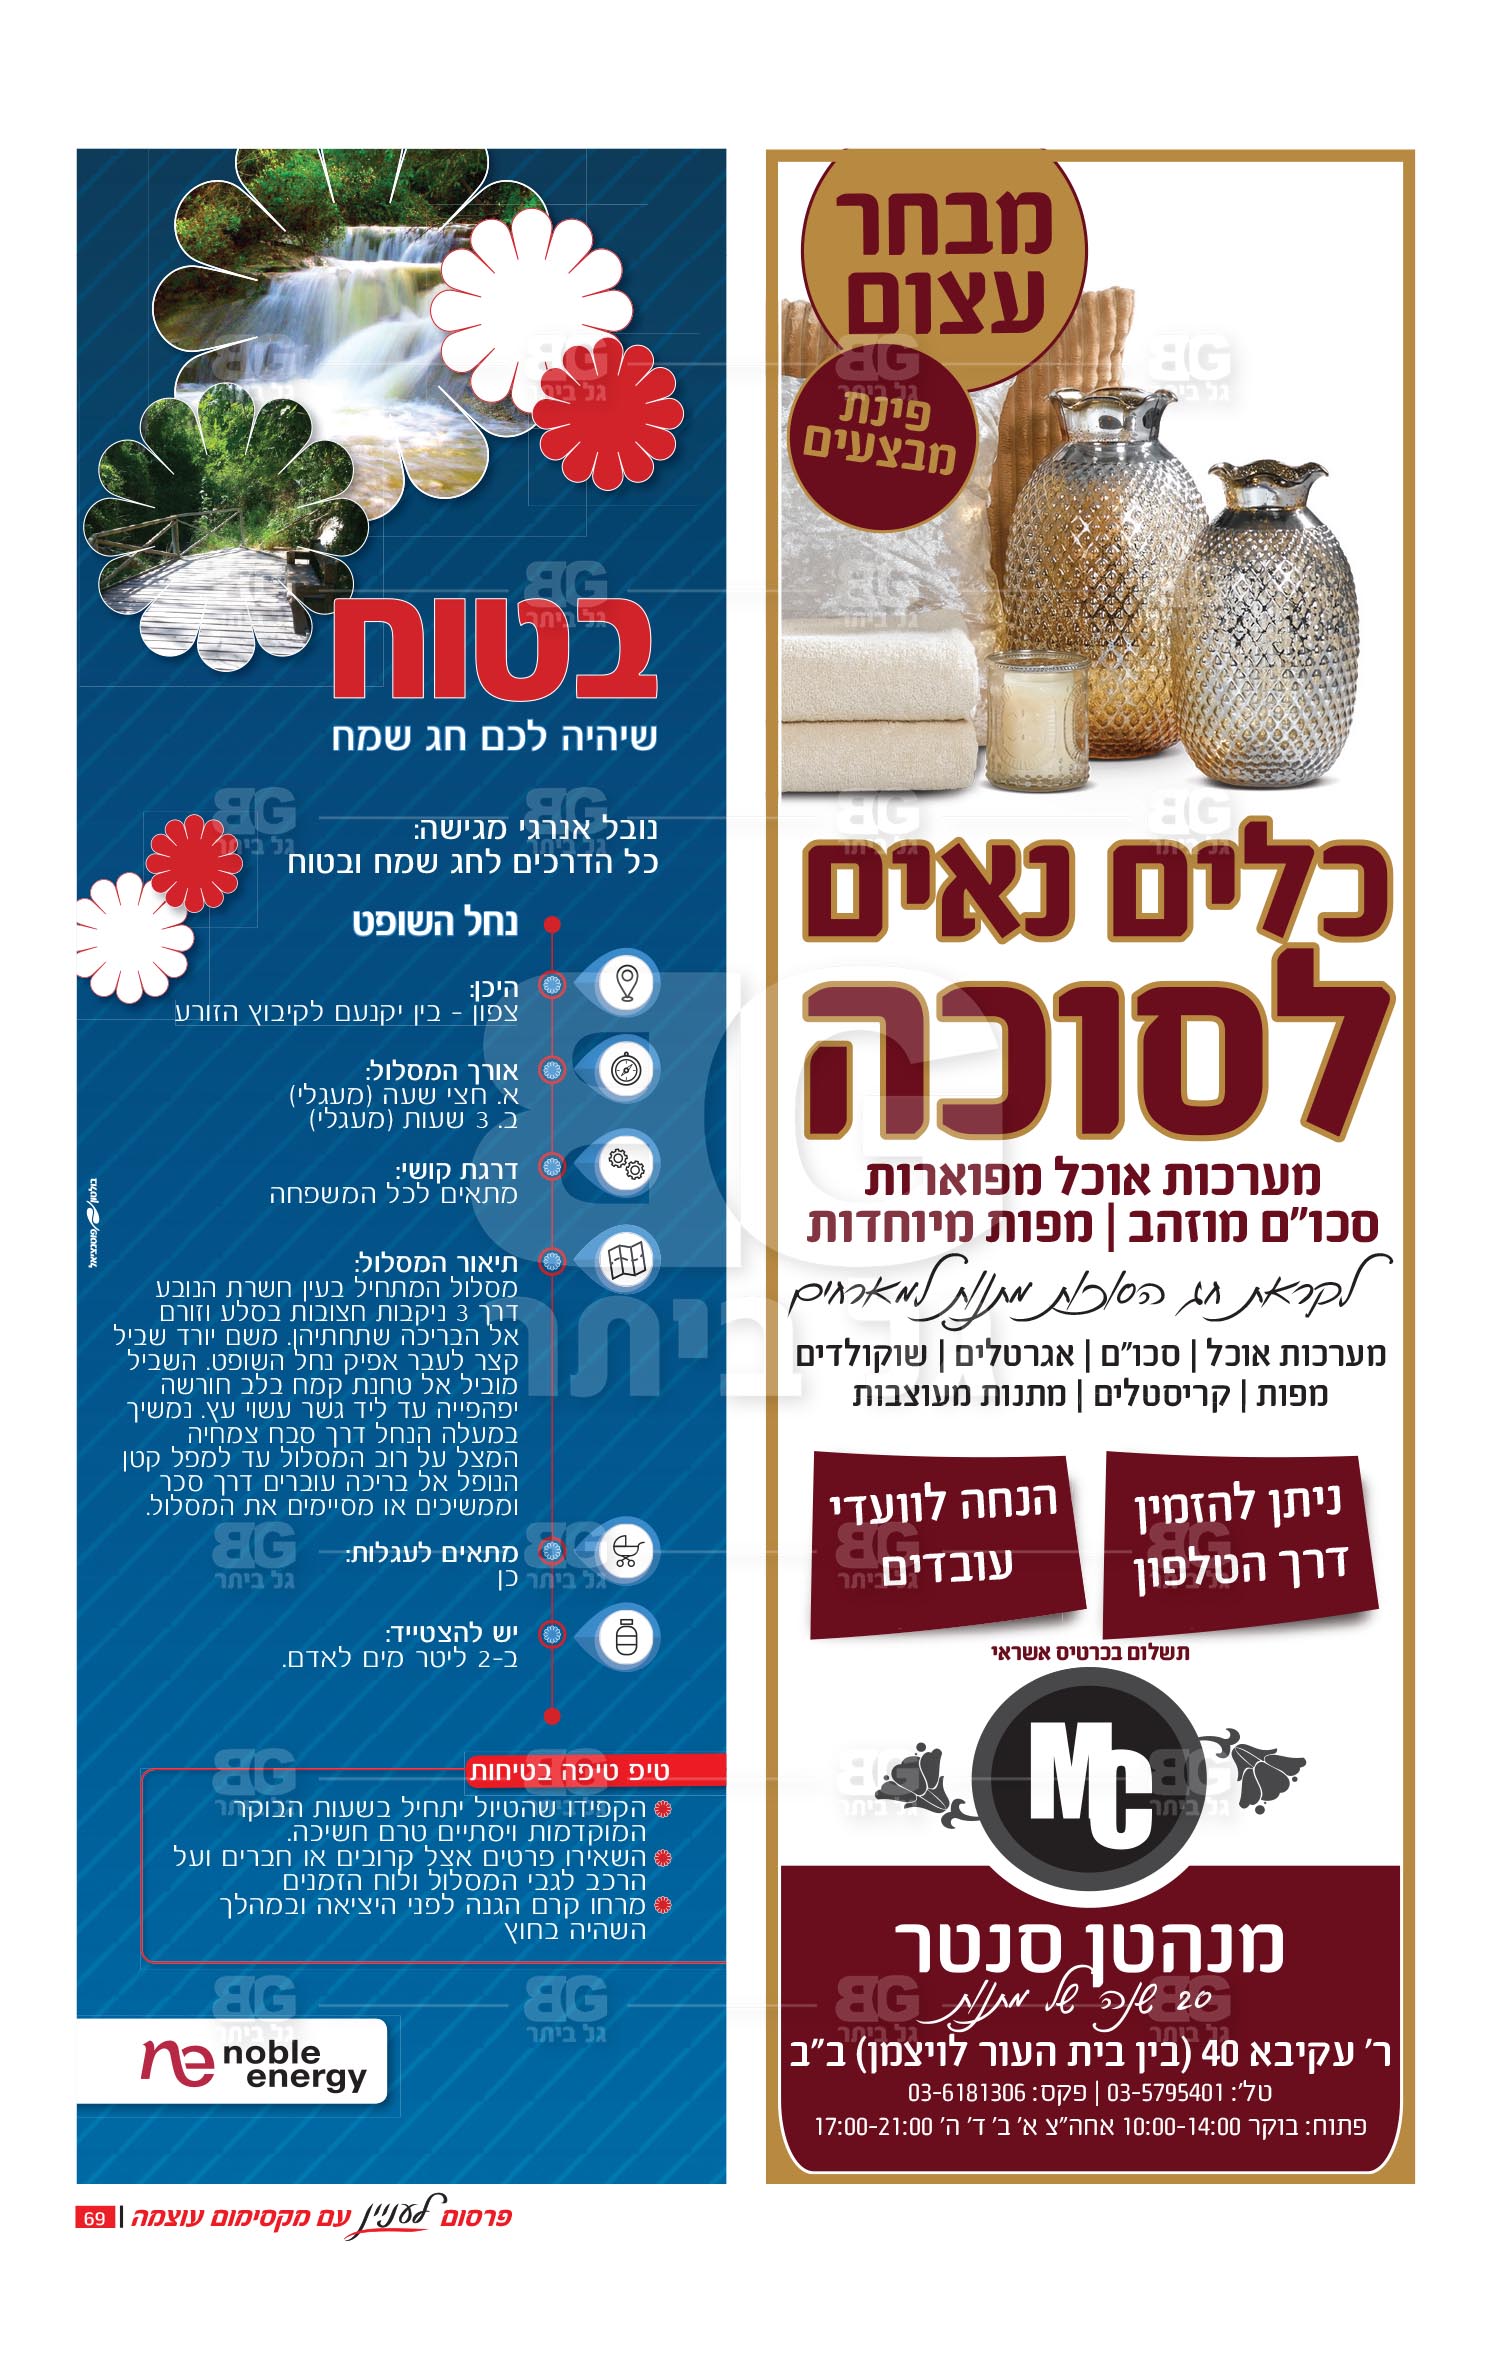 מבחר
עצום
פינת
מבצעים
כלים נאים
לסוכה
מערכות אוכל מפוארות
סכו"ם מוזהב | מפות מיוחדות
לקראת חג הסוכות מתנות למארחים
מערכות אוכל | סכו"ם | אגרטלים | שוקולדים
מפות | קריסטלים | מתנות מעוצבות
ניתן להזמין
דרך הטלפון
הנחה לוועדי
עובדים
תשלום בכרטיס אשראי
MC
מנהטן סנטר
20 שנה של מתנות
ר' עקיבא 40 (בין בית העור לויצמן) ב"ב
טל': 03-5795401 | פקס: 03-6181306
פתוח: בוקר 10:00-14:00 אחה"צ א' ב' ד' ה' 17:00-21:00
בטוח
שיהיה לכם חג שמח
נובל אנרגי מגישה:
כל הדרכים לחג שמח ובטוח
נחל השופט
היכן:
צפון - בין יקנעם לקיבוץ הזורע
אורך המסלול:
א. חצי שעה (מעגלי)
ב. 3 שעות (מעגלי)
דרגת קושי:
מתאים לכל המשפחה
תיאור המסלול:
מסלול המתחיל בעין חשרת הנובע
דרך 3 ניקבות חצובות בסלע וזורם
אל הבריכה שתחתיהן. משם יורד שביל
קצר לעבר אפיק נחל השופט. השביל
מוביל אל טחנת קמח בלב חורשה
יפהפייה עד ליד גשר עשוי עץ. נמשיך
במעלה הנחל דרך סבח צמחיה
המצל על רוב המסלול עד למפל קטן
הנופל אל בריכה עוברים דרך סכר
וממשיכים או מסיימים את המסלול.
מתאים לעגלות:
כן
יש להצטייד:
ב-2 ליטר מים לאדם.
טיפ טיפה בטיחות
הקפידו שהטיול יתחיל בשעות הבוקר
המוקדמות ויסתיים טרם חשיכה.
השאירו פרטים אצל קרובים או חברים ועל
הרכב לגבי המסלול ולוח הזמנים
מרחו קרם הגנה לפני היציאה ובמהלך
השהיה בחוץ
noble
energy
בולטון פוטנציאל
פרסום לעניין עם מקסימום עוצמה | 69
BG
גל ביתר